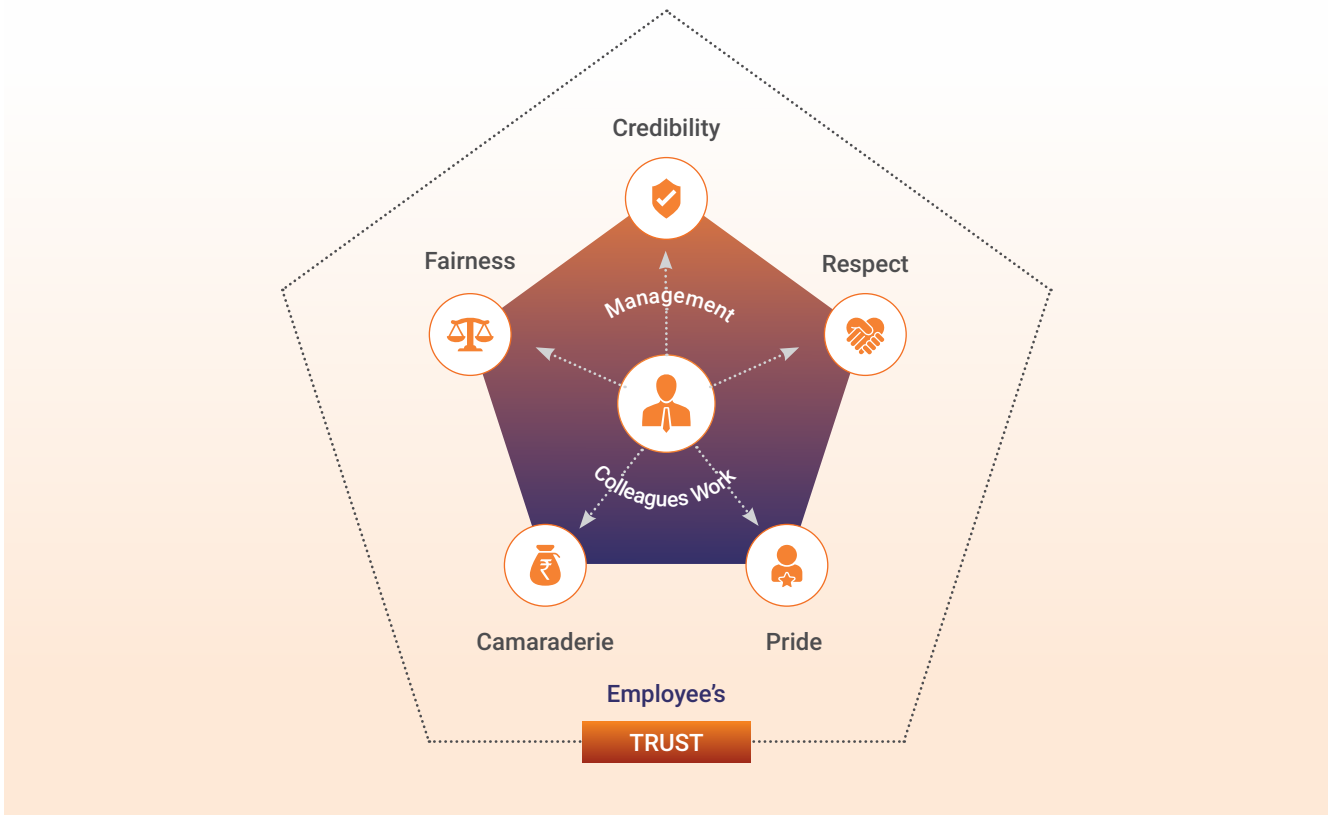 Credibility
Fairness
Respect
Management
Colleagues Work
₹
Camaraderie
Pride
Employee’s
TRUST